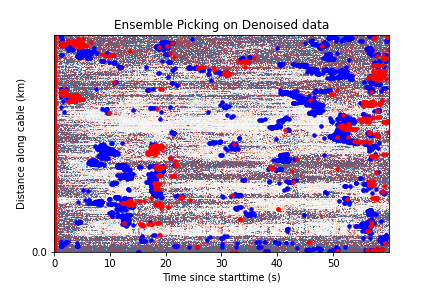 Ensemble Picking on Denoised data
Distance along cable (km)
0.0
0 10 20 30 40 50
Time since starttime (s)